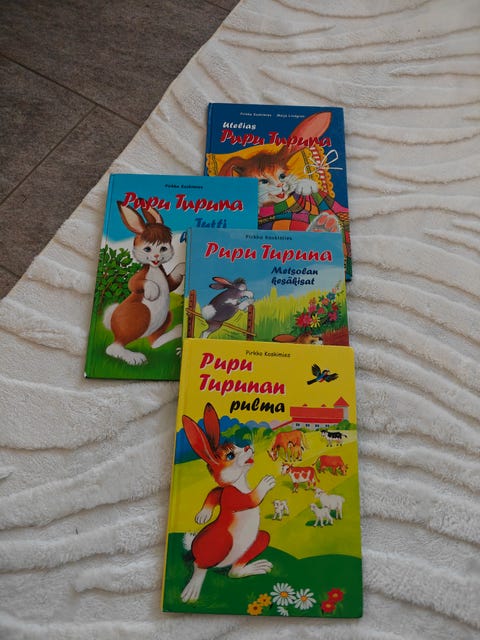 Pirkko Koskimies Maija Lindgren
Utelias
Pupu Tupuna
Pirkko Koskimies
Pupu Tupuna
Tutti
Pirkko Koskimies
Pupu Tupuna
Metsolan
kesäkisat
Pirkko Koskimies
Pupu
Tupunan
pulma